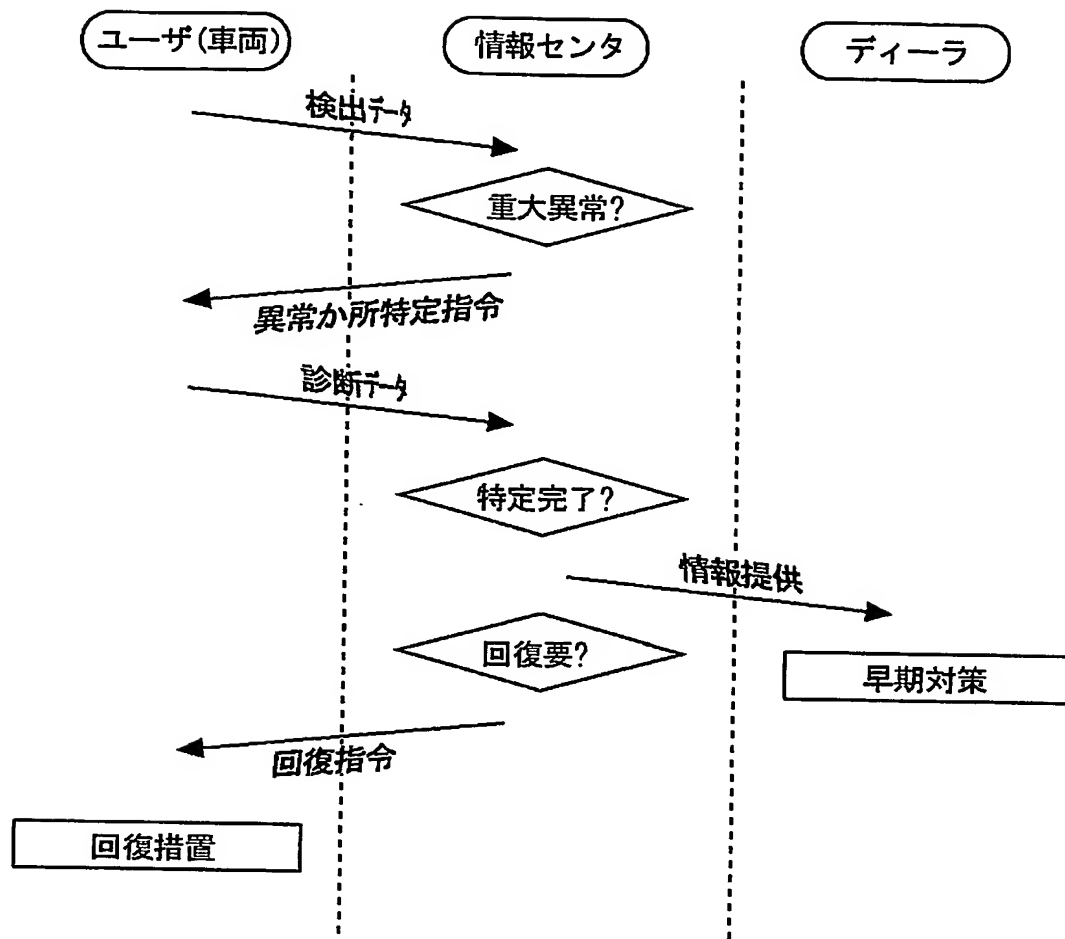 ユーザ(車両)
情報センタ
ディーラ
検出データ
重大異常?
異常か所特定指令
診断データ
特定完了?
情報提供
回復要?
早期対策
回復指令
回復措置